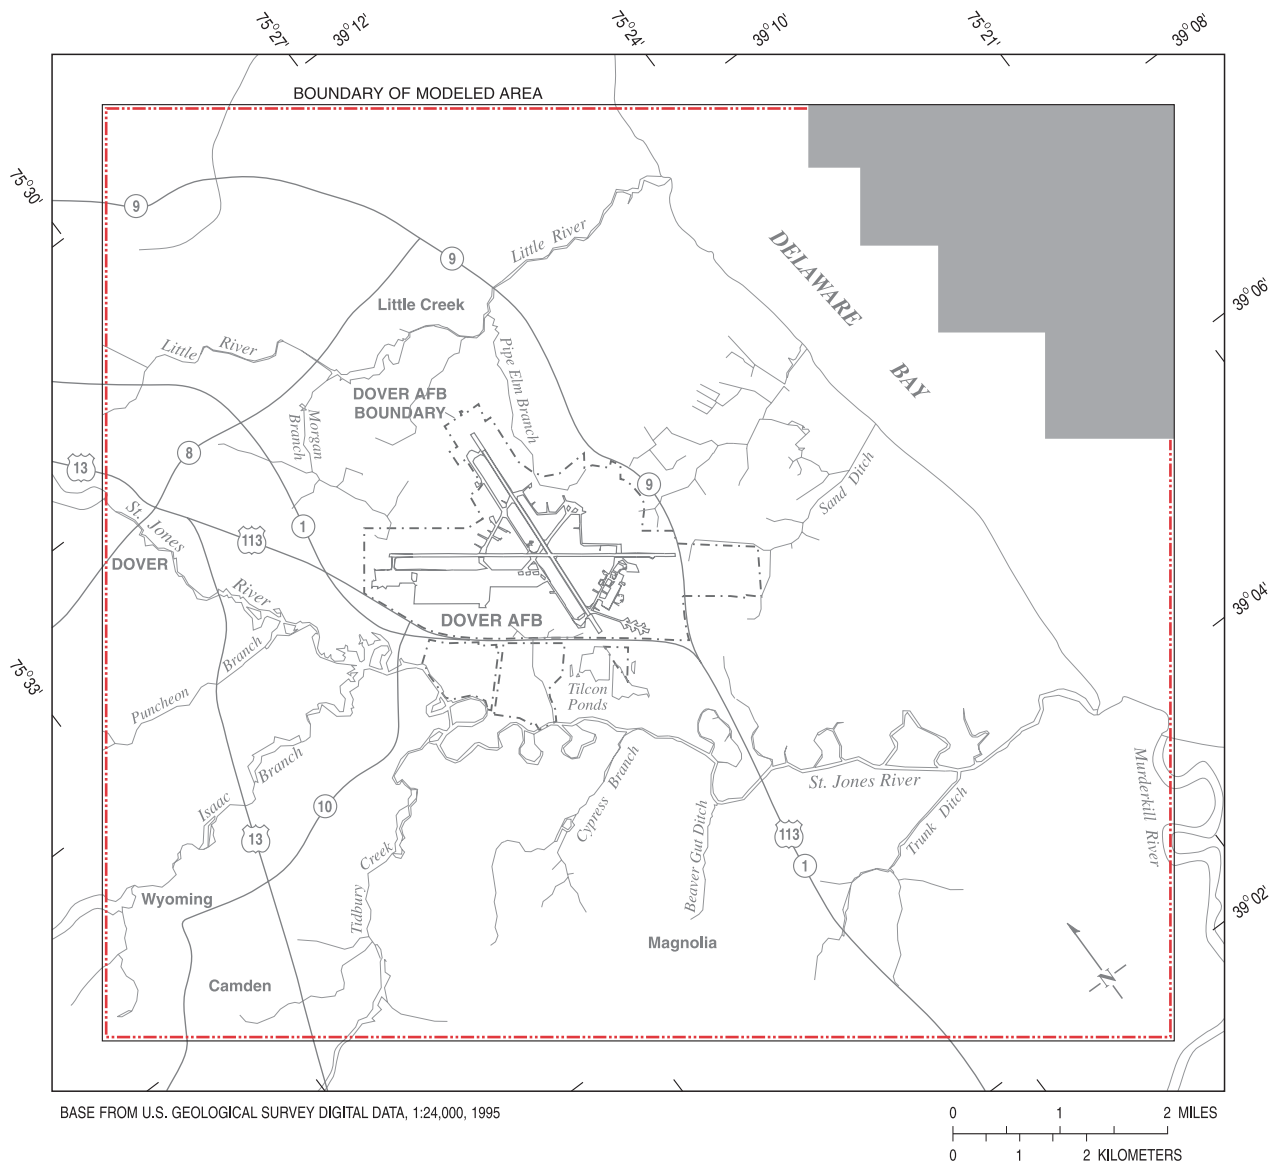 75°27'
39°12'
75°24'
39°10'
75°21'
39°08'
BOUNDARY OF MODELED AREA
75°30'
9
9
Little River
DELAWARE
BAY
39°06'
Little Creek
Little River
Pipe Elm Branch
DOVER AFB
BOUNDARY
Morgan
Branch
8
13
9
Sand Ditch
St. Jones
1
113
DOVER
River
39°04'
DOVER AFB
Branch
Puncheon
75°33'
Tilcon
Ponds
Branch
Isaac
Cypress Branch
St. Jones River
Murderkill River
10
13
Beaver Gut Ditch
113
Trunk Ditch
1
Creek
Tidbury
Wyoming
39°02'
Magnolia
Camden
N
BASE FROM U.S. GEOLOGICAL SURVEY DIGITAL DATA, 1:24,000, 1995
0 1 2 MILES
0 1 2 KILOMETERS